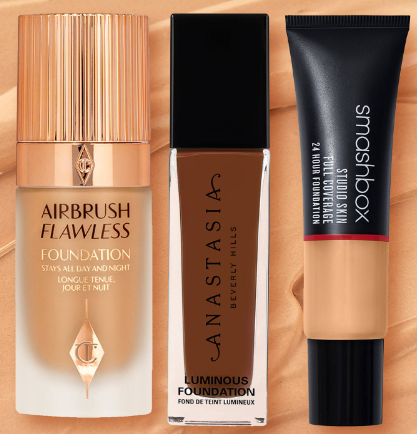 AIRBRUSH
FLAWLESS
FOUNDATION
STAYS ALL DAY AND NIGHT
LONGUE TENUE,
JOUR ET NUIT
ANASTASIA
BEVERLY HILLS
LUMINOUS
FOUNDATION
FOND DE TEINT LUMINEUX
smashbox
STUDIO SKIN
FULL COVERAGE
24 HOUR FOUNDATION